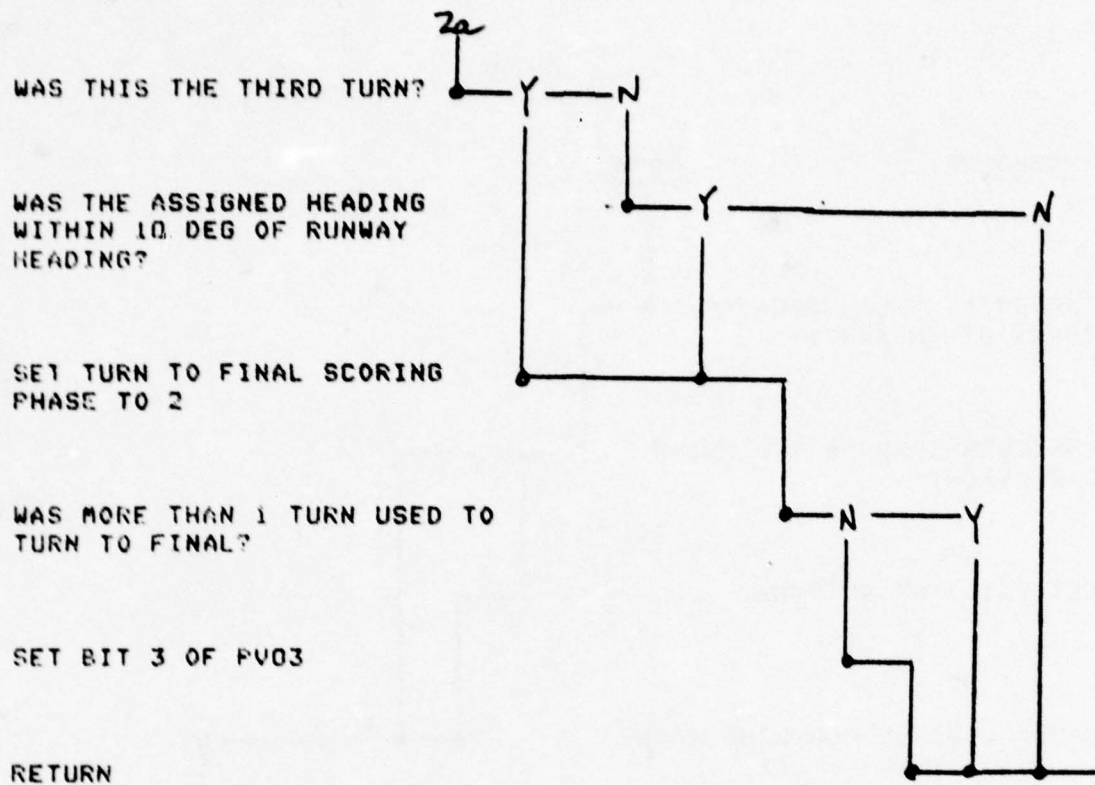 2a
WAS THIS THE THIRD TURN? Y N
WAS THE ASSIGNED HEADING
WITHIN 10 DEG OF RUNWAY
HEADING?
Y N
SET TURN TO FINAL SCORING
PHASE TO 2
WAS MORE THAN 1 TURN USED TO
TURN TO FINAL?
N Y
SET BIT 3 OF PV03
RETURN